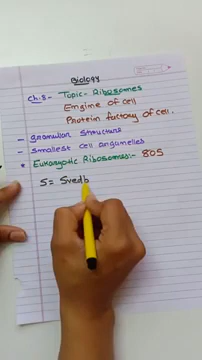 Biology
Ch.8- Topic- Ribosomes
Engine of cell
Protein factory of cell.
- Granular structure
- Smallest cell organelles
* Eukaryotic Ribosomes:- 80S
S= Svedb